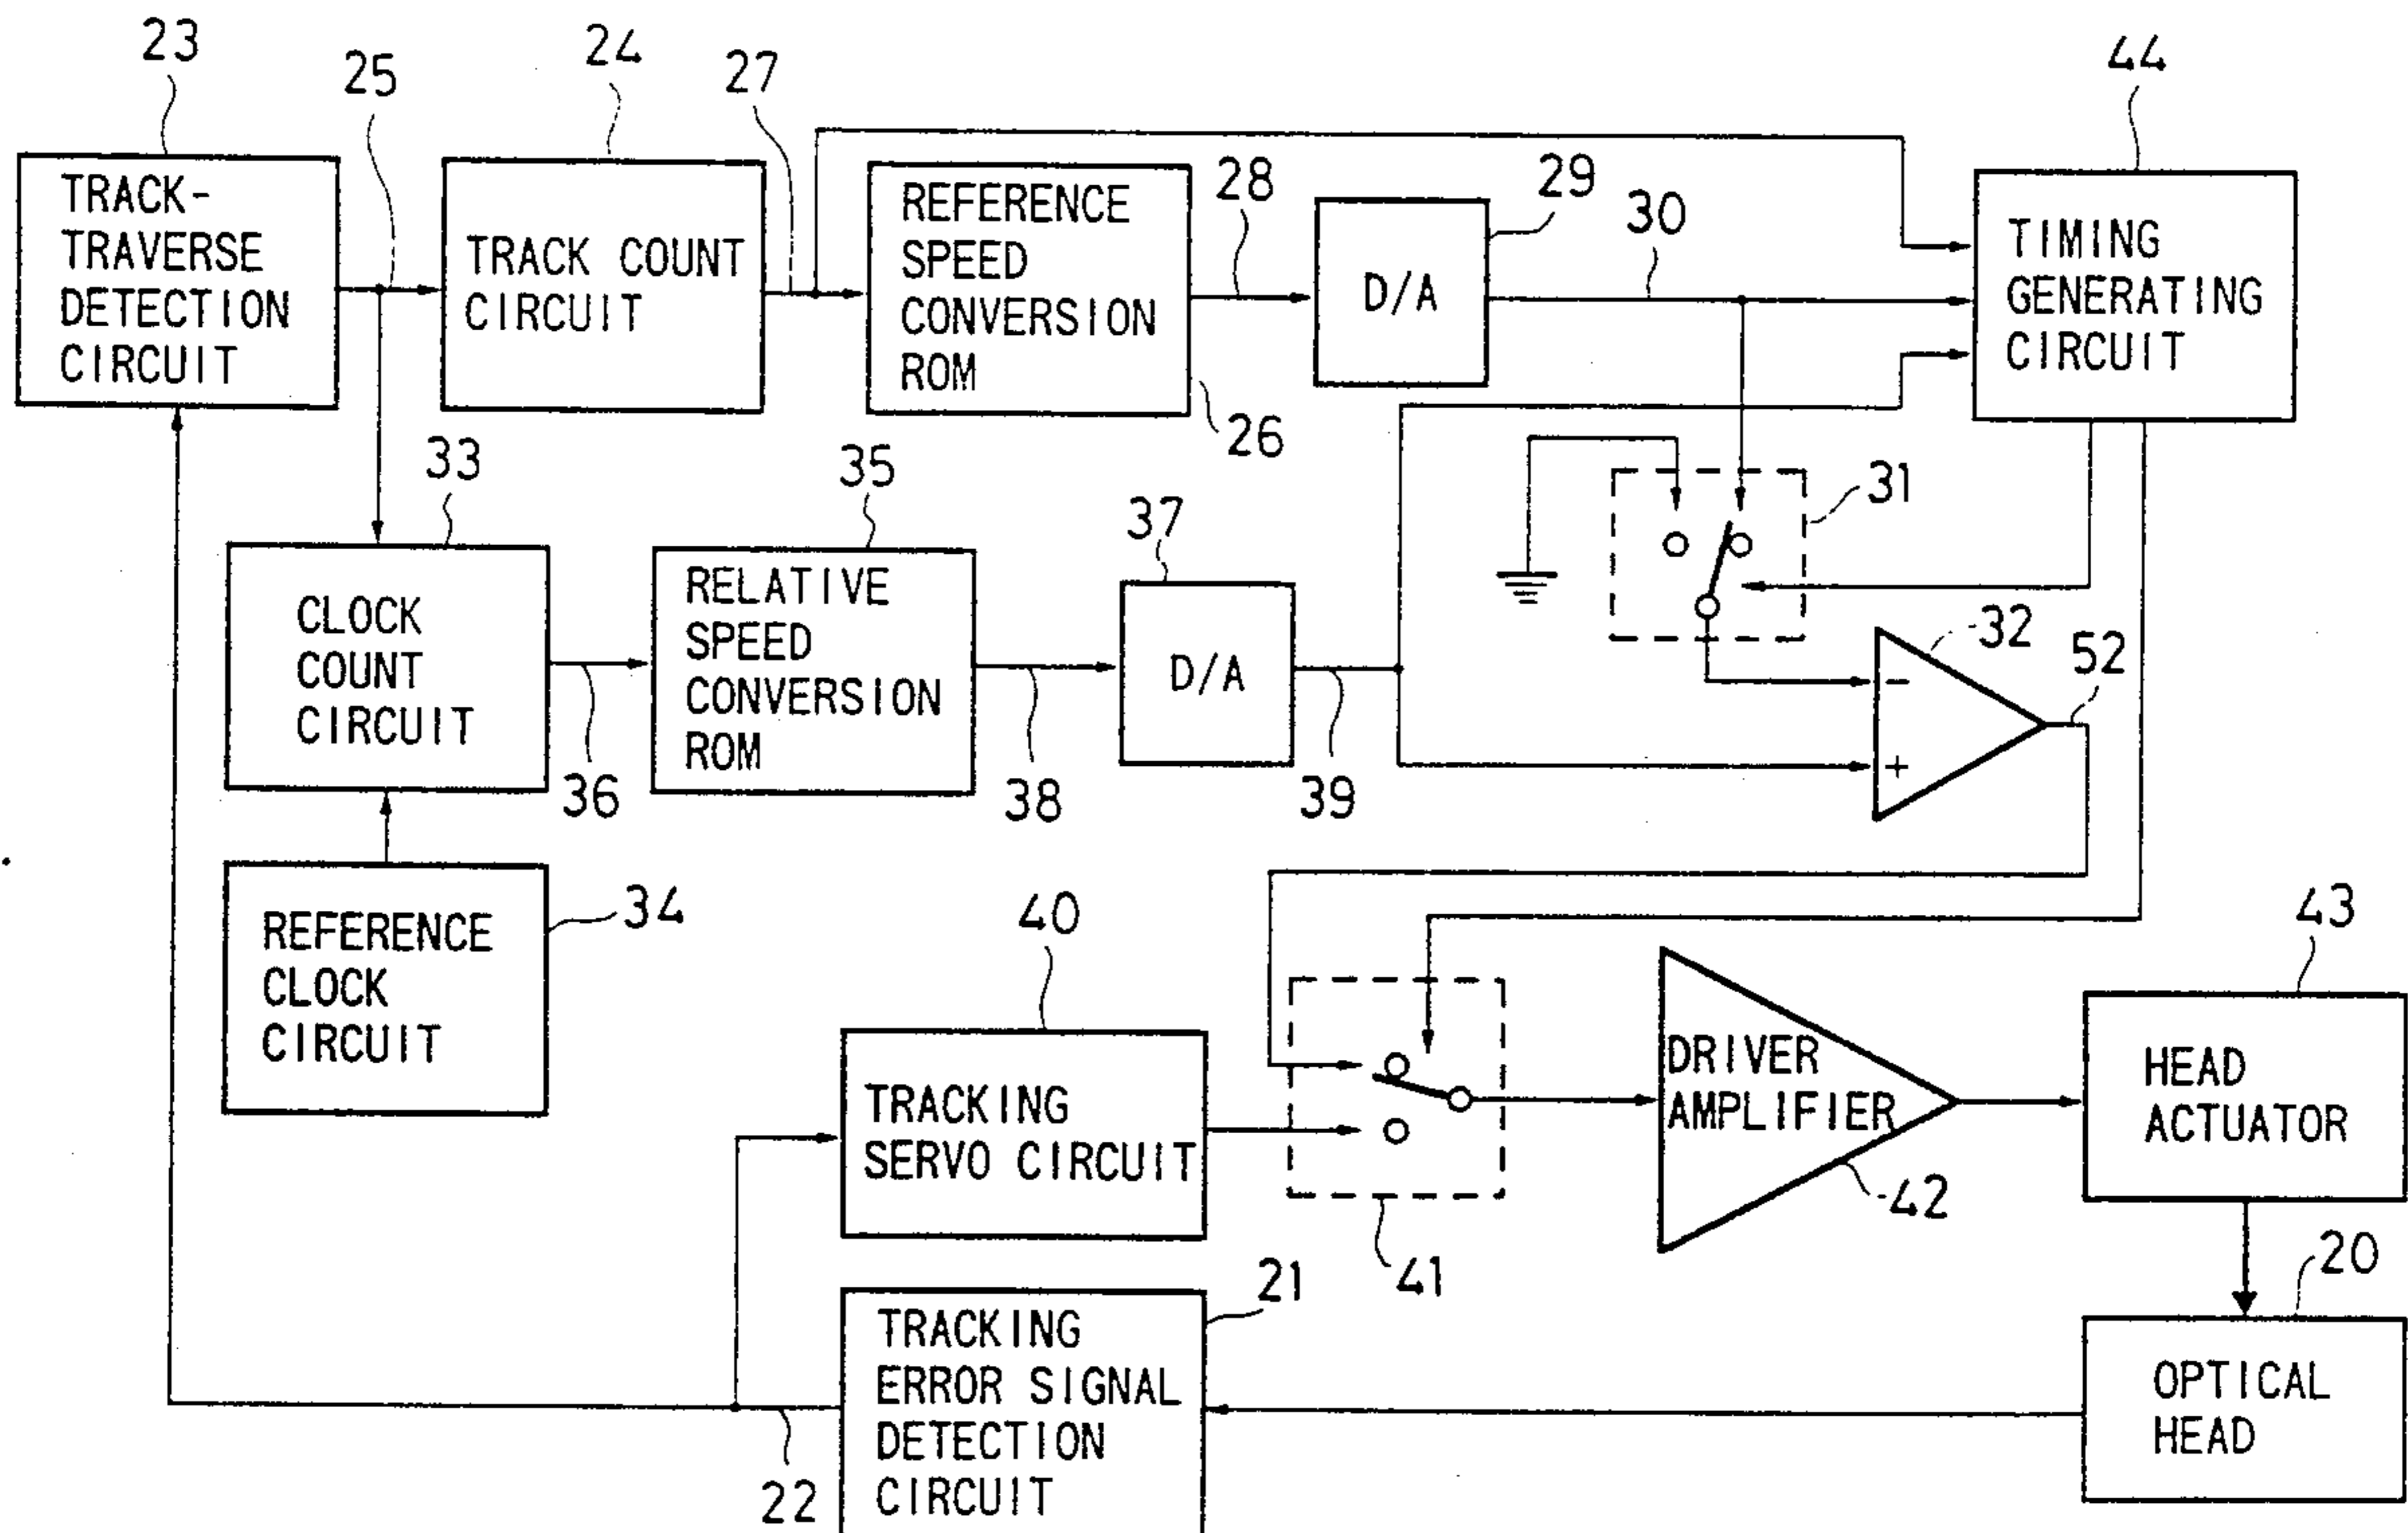 23
25
24
27
44
TRACK-
TRAVERSE
DETECTION
CIRCUIT
TRACK COUNT
CIRCUIT
REFERENCE
SPEED
CONVERSION
ROM
26
28
D/A
29
30
TIMING
GENERATING
CIRCUIT
31
33
35
37
CLOCK
COUNT
CIRCUIT
36
RELATIVE
SPEED
CONVERSION
ROM
38
D/A
39
-
+
32
52
REFERENCE
CLOCK
CIRCUIT
34
40
TRACKING
SERVO CIRCUIT
41
DRIVER
AMPLIFIER
42
43
HEAD
ACTUATOR
20
OPTICAL
HEAD
21
TRACKING
ERROR SIGNAL
DETECTION
CIRCUIT
22